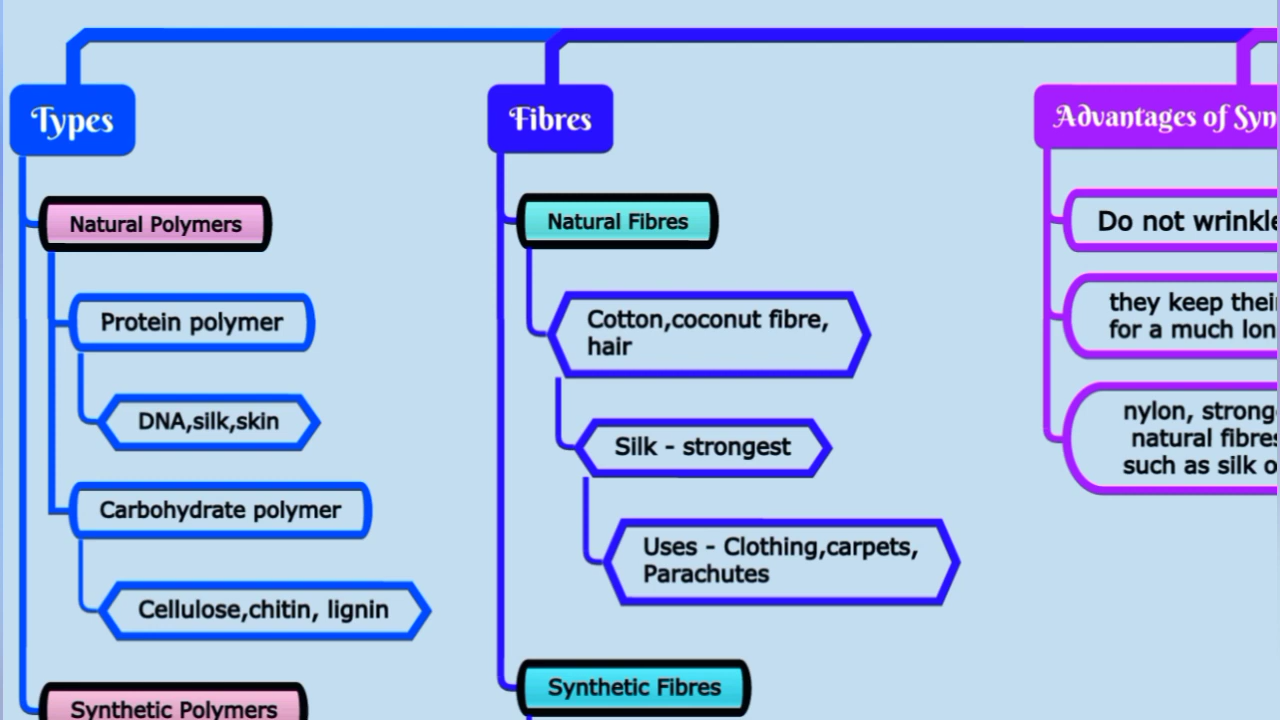 Types
Natural Polymers
Protein polymer
DNA,silk,skin
Carbohydrate polymer
Cellulose,chitin, lignin
Synthetic Polymers
Fibres
Natural Fibres
Cotton,coconut fibre,
hair
Silk - strongest
Uses - Clothing,carpets,
Parachutes
Synthetic Fibres
Advantages of Syn
Do not wrinkle
they keep thei
for a much lon
nylon, strong
natural fibres
such as silk o